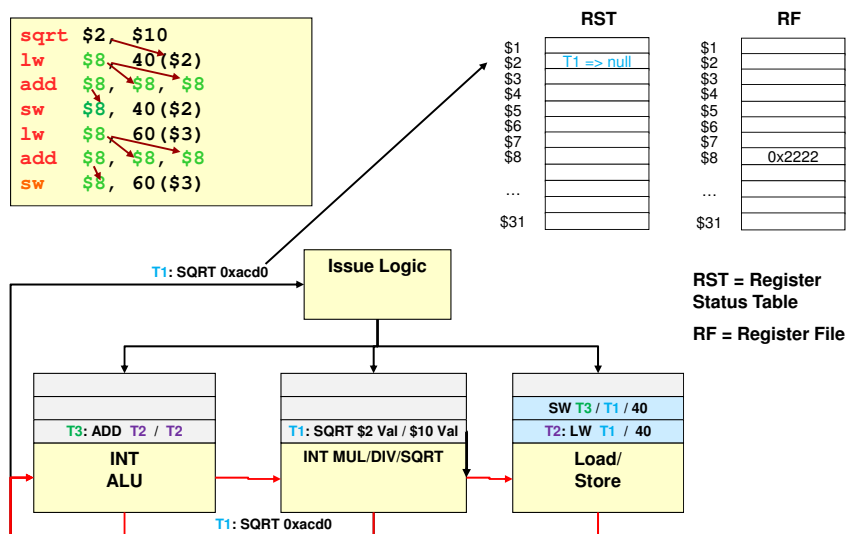 sqrt $2, $10
lw $8, 40($2)
add $8, $8, $8
sw $8, 40($2)
lw $8, 60($3)
add $8, $8, $8
sw $8, 60($3)
RST
$1
$2 T1 => null
$3
$4
$5
$6
$7
$8
…
$31
RF
$1
$2
$3
$4
$5
$6
$7
$8 0x2222
…
$31
RST = Register
Status Table
RF = Register File
T1: SQRT 0xacd0
Issue Logic
T3: ADD T2 / T2
INT
ALU
T1: SQRT $2 Val / $10 Val
INT MUL/DIV/SQRT
SW T3 / T1 / 40
T2: LW T1 / 40
Load/
Store
T1: SQRT 0xacd0